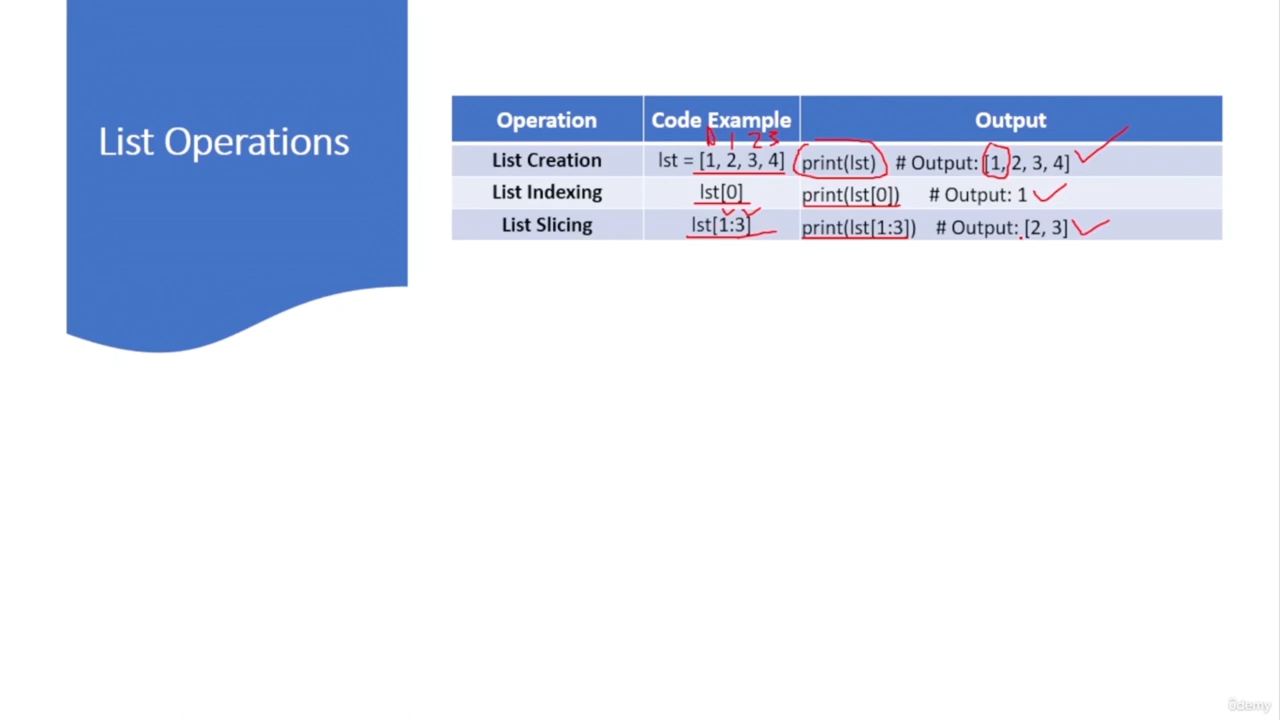 List Operations
Operation Code Example Output
0 1 2 3
List Creation lst = [1, 2, 3, 4] print(lst) # Output: [1, 2, 3, 4]
List Indexing lst[0] print(lst[0]) # Output: 1
List Slicing lst[1:3] print(lst[1:3]) # Output: [2, 3]
ûdemy